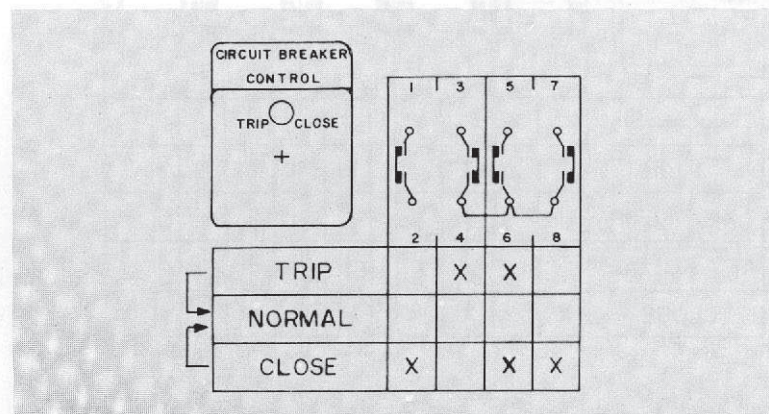 CIRCUIT BREAKER
CONTROL
TRIP CLOSE
1 3 5 7
2 4 6 8
TRIP X X
NORMAL
CLOSE X X X